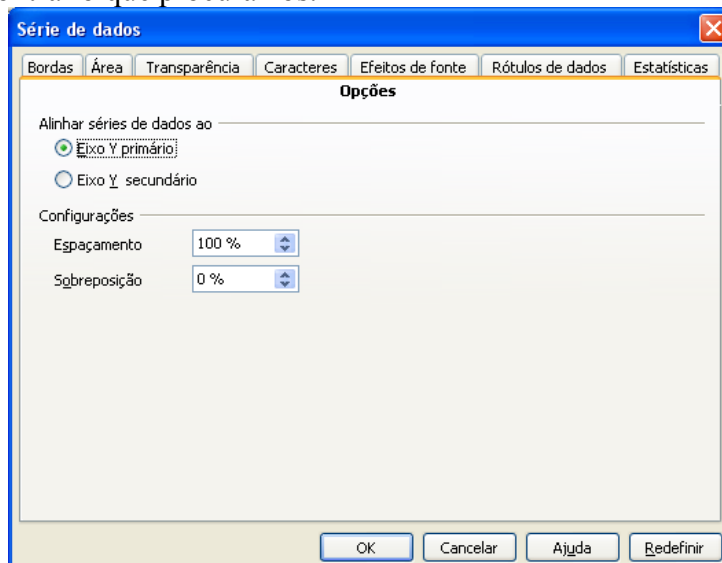 Série de dados
Bordas Área Transparência Caracteres Efeitos de fonte Rótulos de dados Estatísticas
Opções
Alinhar séries de dados ao
Eixo Y primário
Eixo Y secundário
Configurações
Espaçamento 100 %
Sobreposição 0 %
OK Cancelar Ajuda Redefinir